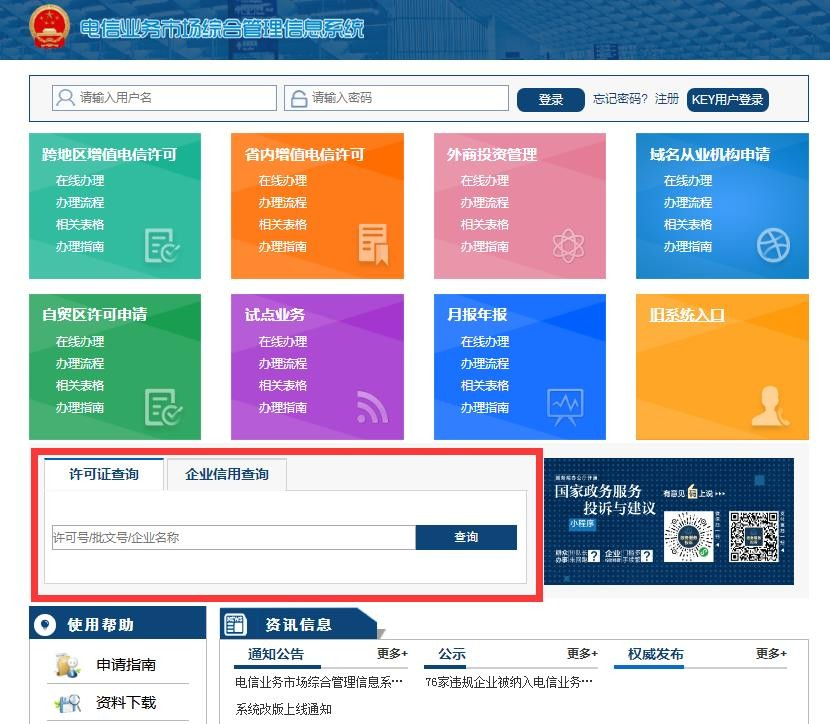 电信业务市场综合管理信息系统
请输入用户名
请输入密码
登录
忘记密码?
注册
KEY用户登录
跨地区增值电信许可
在线办理
办理流程
相关表格
办理指南
省内增值电信许可
在线办理
办理流程
相关表格
办理指南
外商投资管理
在线办理
办理流程
相关表格
办理指南
域名从业机构申请
在线办理
办理流程
相关表格
办理指南
自贸区许可申请
在线办理
办理流程
相关表格
办理指南
试点业务
在线办理
办理流程
相关表格
办理指南
月报年报
在线办理
办理流程
相关表格
办理指南
旧系统入口
许可证查询
企业信用查询
许可号/批文号/企业名称
查询
国务院办公厅开通
国家政务服务
投诉与建议
小程序
有意见 码上说
使用帮助
申请指南
资料下载
NEWS
资讯信息
通知公告
更多+
电信业务市场综合管理信息系…
系统改版上线通知
公示
更多+
76家违规企业被纳入电信业务…
权威发布
更多+